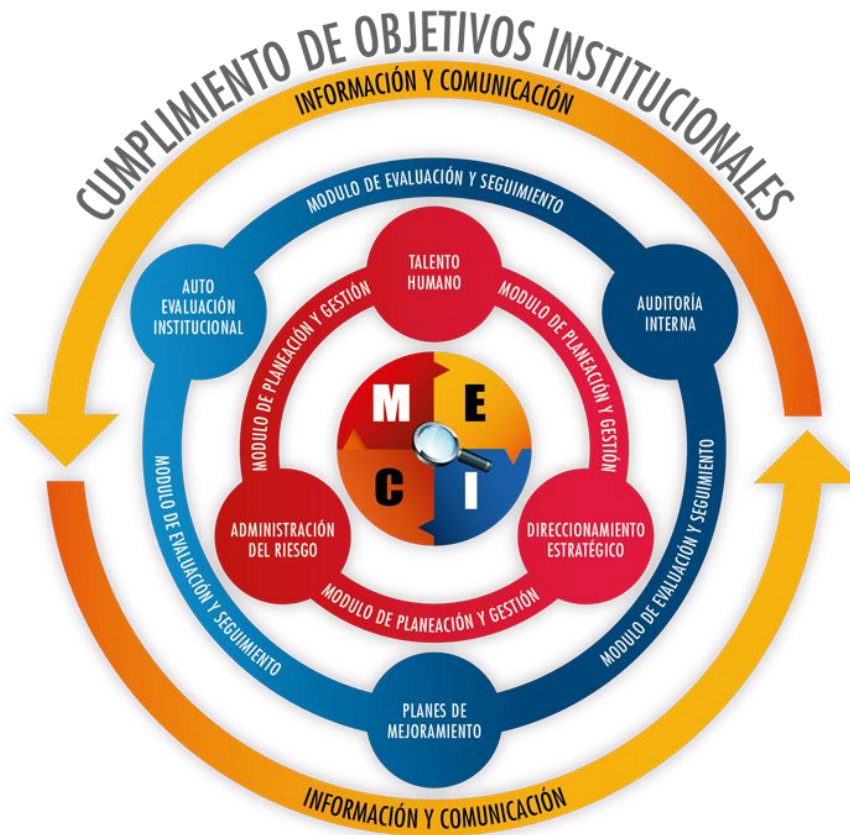 CUMPLIMIENTO DE OBJETIVOS INSTITUCIONALES
INFORMACIÓN Y COMUNICACIÓN
MODULO DE EVALUACIÓN Y SEGUIMIENTO
TALENTO
HUMANO
AUTO
EVALUACIÓN
INSTITUCIONAL
AUDITORÍA
INTERNA
MODULO DE PLANEACIÓN Y GESTIÓN
MODULO DE PLANEACIÓN Y GESTIÓN
M E
C I
MODULO DE EVALUACIÓN Y SEGUIMIENTO
MODULO DE EVALUACIÓN Y SEGUIMIENTO
ADMINISTRACIÓN
DEL RIESGO
DIRECCIONAMIENTO
ESTRATÉGICO
MODULO DE PLANEACIÓN Y GESTIÓN
PLANES DE
MEJORAMIENTO
INFORMACIÓN Y COMUNICACIÓN